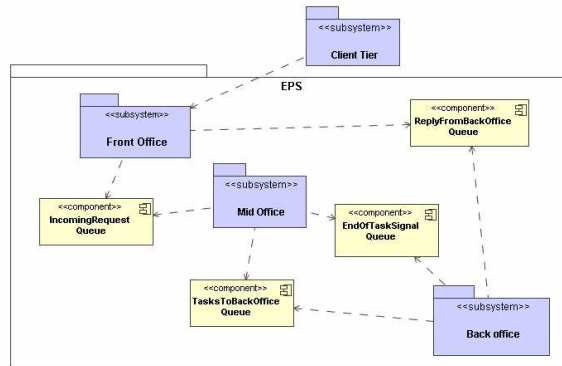 <<subsystem>>
Client Tier
EPS
<<subsystem>>
Front Office
<<component>>
ReplyFromBackOffice
Queue
<<component>>
IncomingRequest
Queue
<<subsystem>>
Mid Office
<<component>>
EndOfTaskSignal
Queue
<<component>>
TasksToBackOffice
Queue
<<subsystem>>
Back office